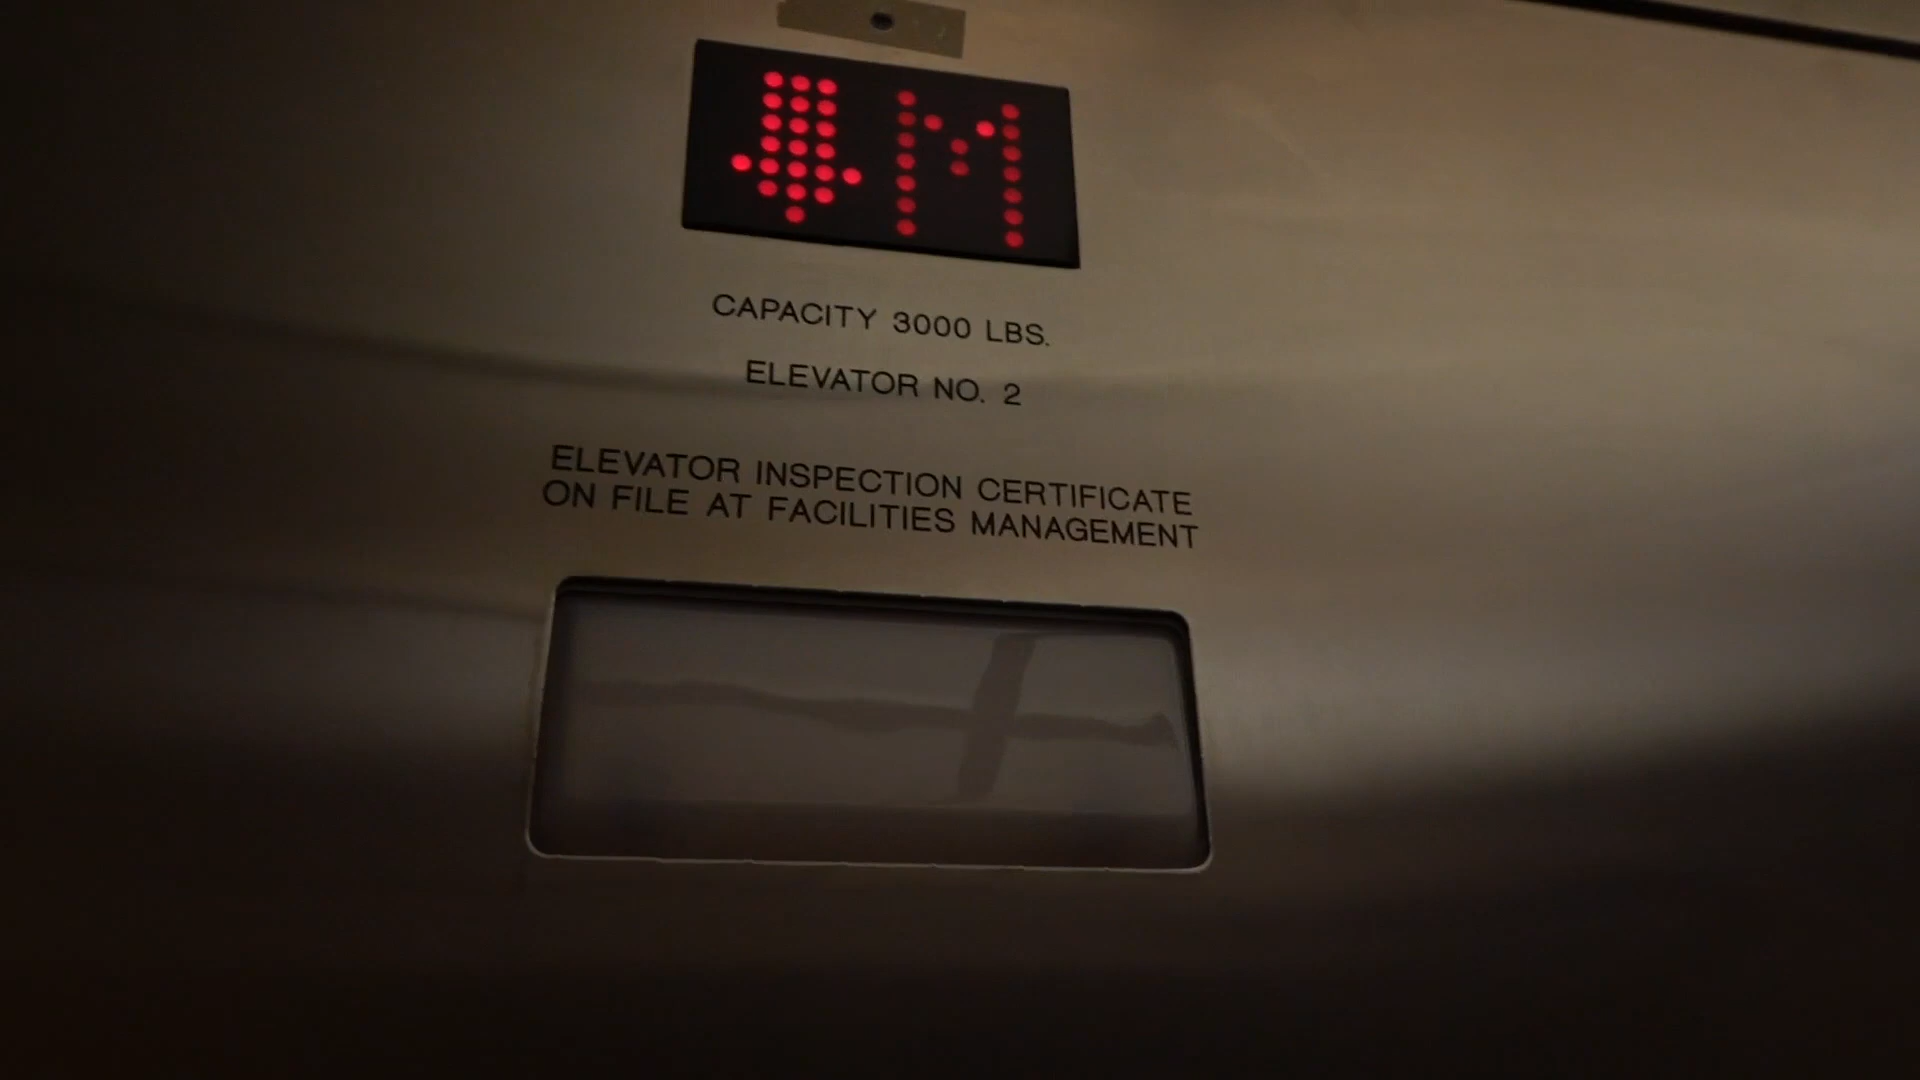 ↓ M
CAPACITY 3000 LBS.
ELEVATOR NO. 2
ELEVATOR INSPECTION CERTIFICATE
ON FILE AT FACILITIES MANAGEMENT